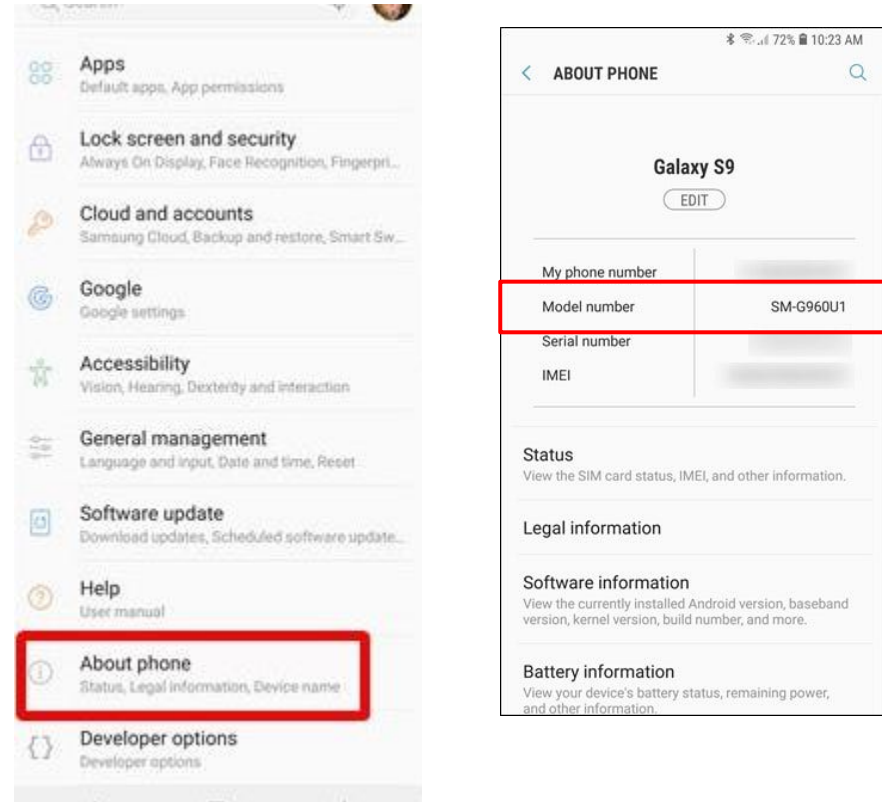 Apps
Default apps, App permissions
Lock screen and security
Always On Display, Face Recognition, Fingerpri...
Cloud and accounts
Samsung Cloud, Backup and restore, Smart Sw...
Google
Google settings
Accessibility
Vision, Hearing, Dexterity and interaction
General management
Language and input, Date and time, Reset
Software update
Download updates, Scheduled software update...
Help
User manual
About phone
Status, Legal information, Device name
Developer options
Developer options
72% 10:23 AM
ABOUT PHONE
Galaxy S9
EDIT
My phone number
Model number SM-G960U1
Serial number
IMEI
Status
View the SIM card status, IMEI, and other information.
Legal information
Software information
View the currently installed Android version, baseband
version, kernel version, build number, and more.
Battery information
View your device's battery status, remaining power,
and other information.